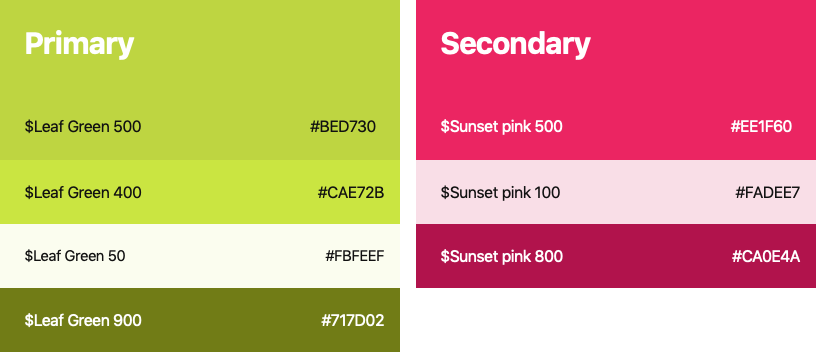 Primary
$Leaf Green 500 #BED730
$Leaf Green 400 #CAE72B
$Leaf Green 50 #FBFEEF
$Leaf Green 900 #717D02
Secondary
$Sunset pink 500 #EE1F60
$Sunset pink 100 #FADEE7
$Sunset pink 800 #CA0E4A